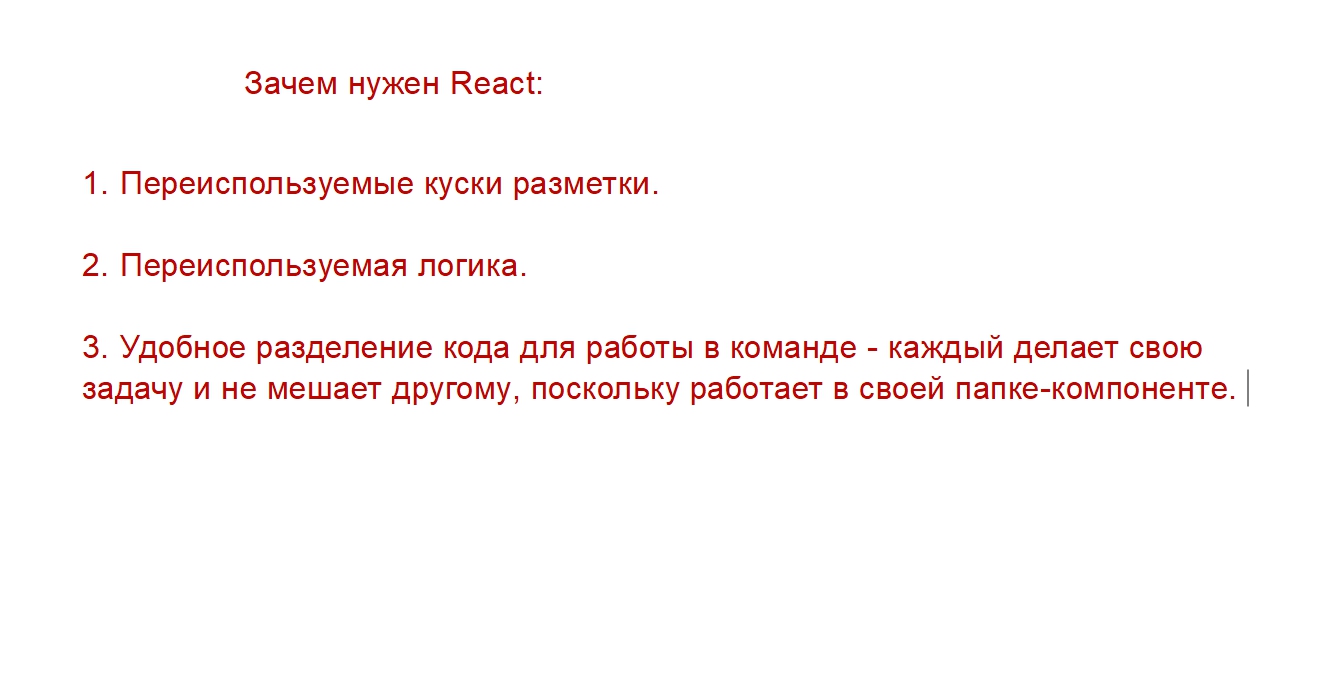 Зачем нужен React:
1. Переиспользуемые куски разметки.
2. Переиспользуемая логика.
3. Удобное разделение кода для работы в команде - каждый делает свою
задачу и не мешает другому, поскольку работает в своей папке-компоненте.